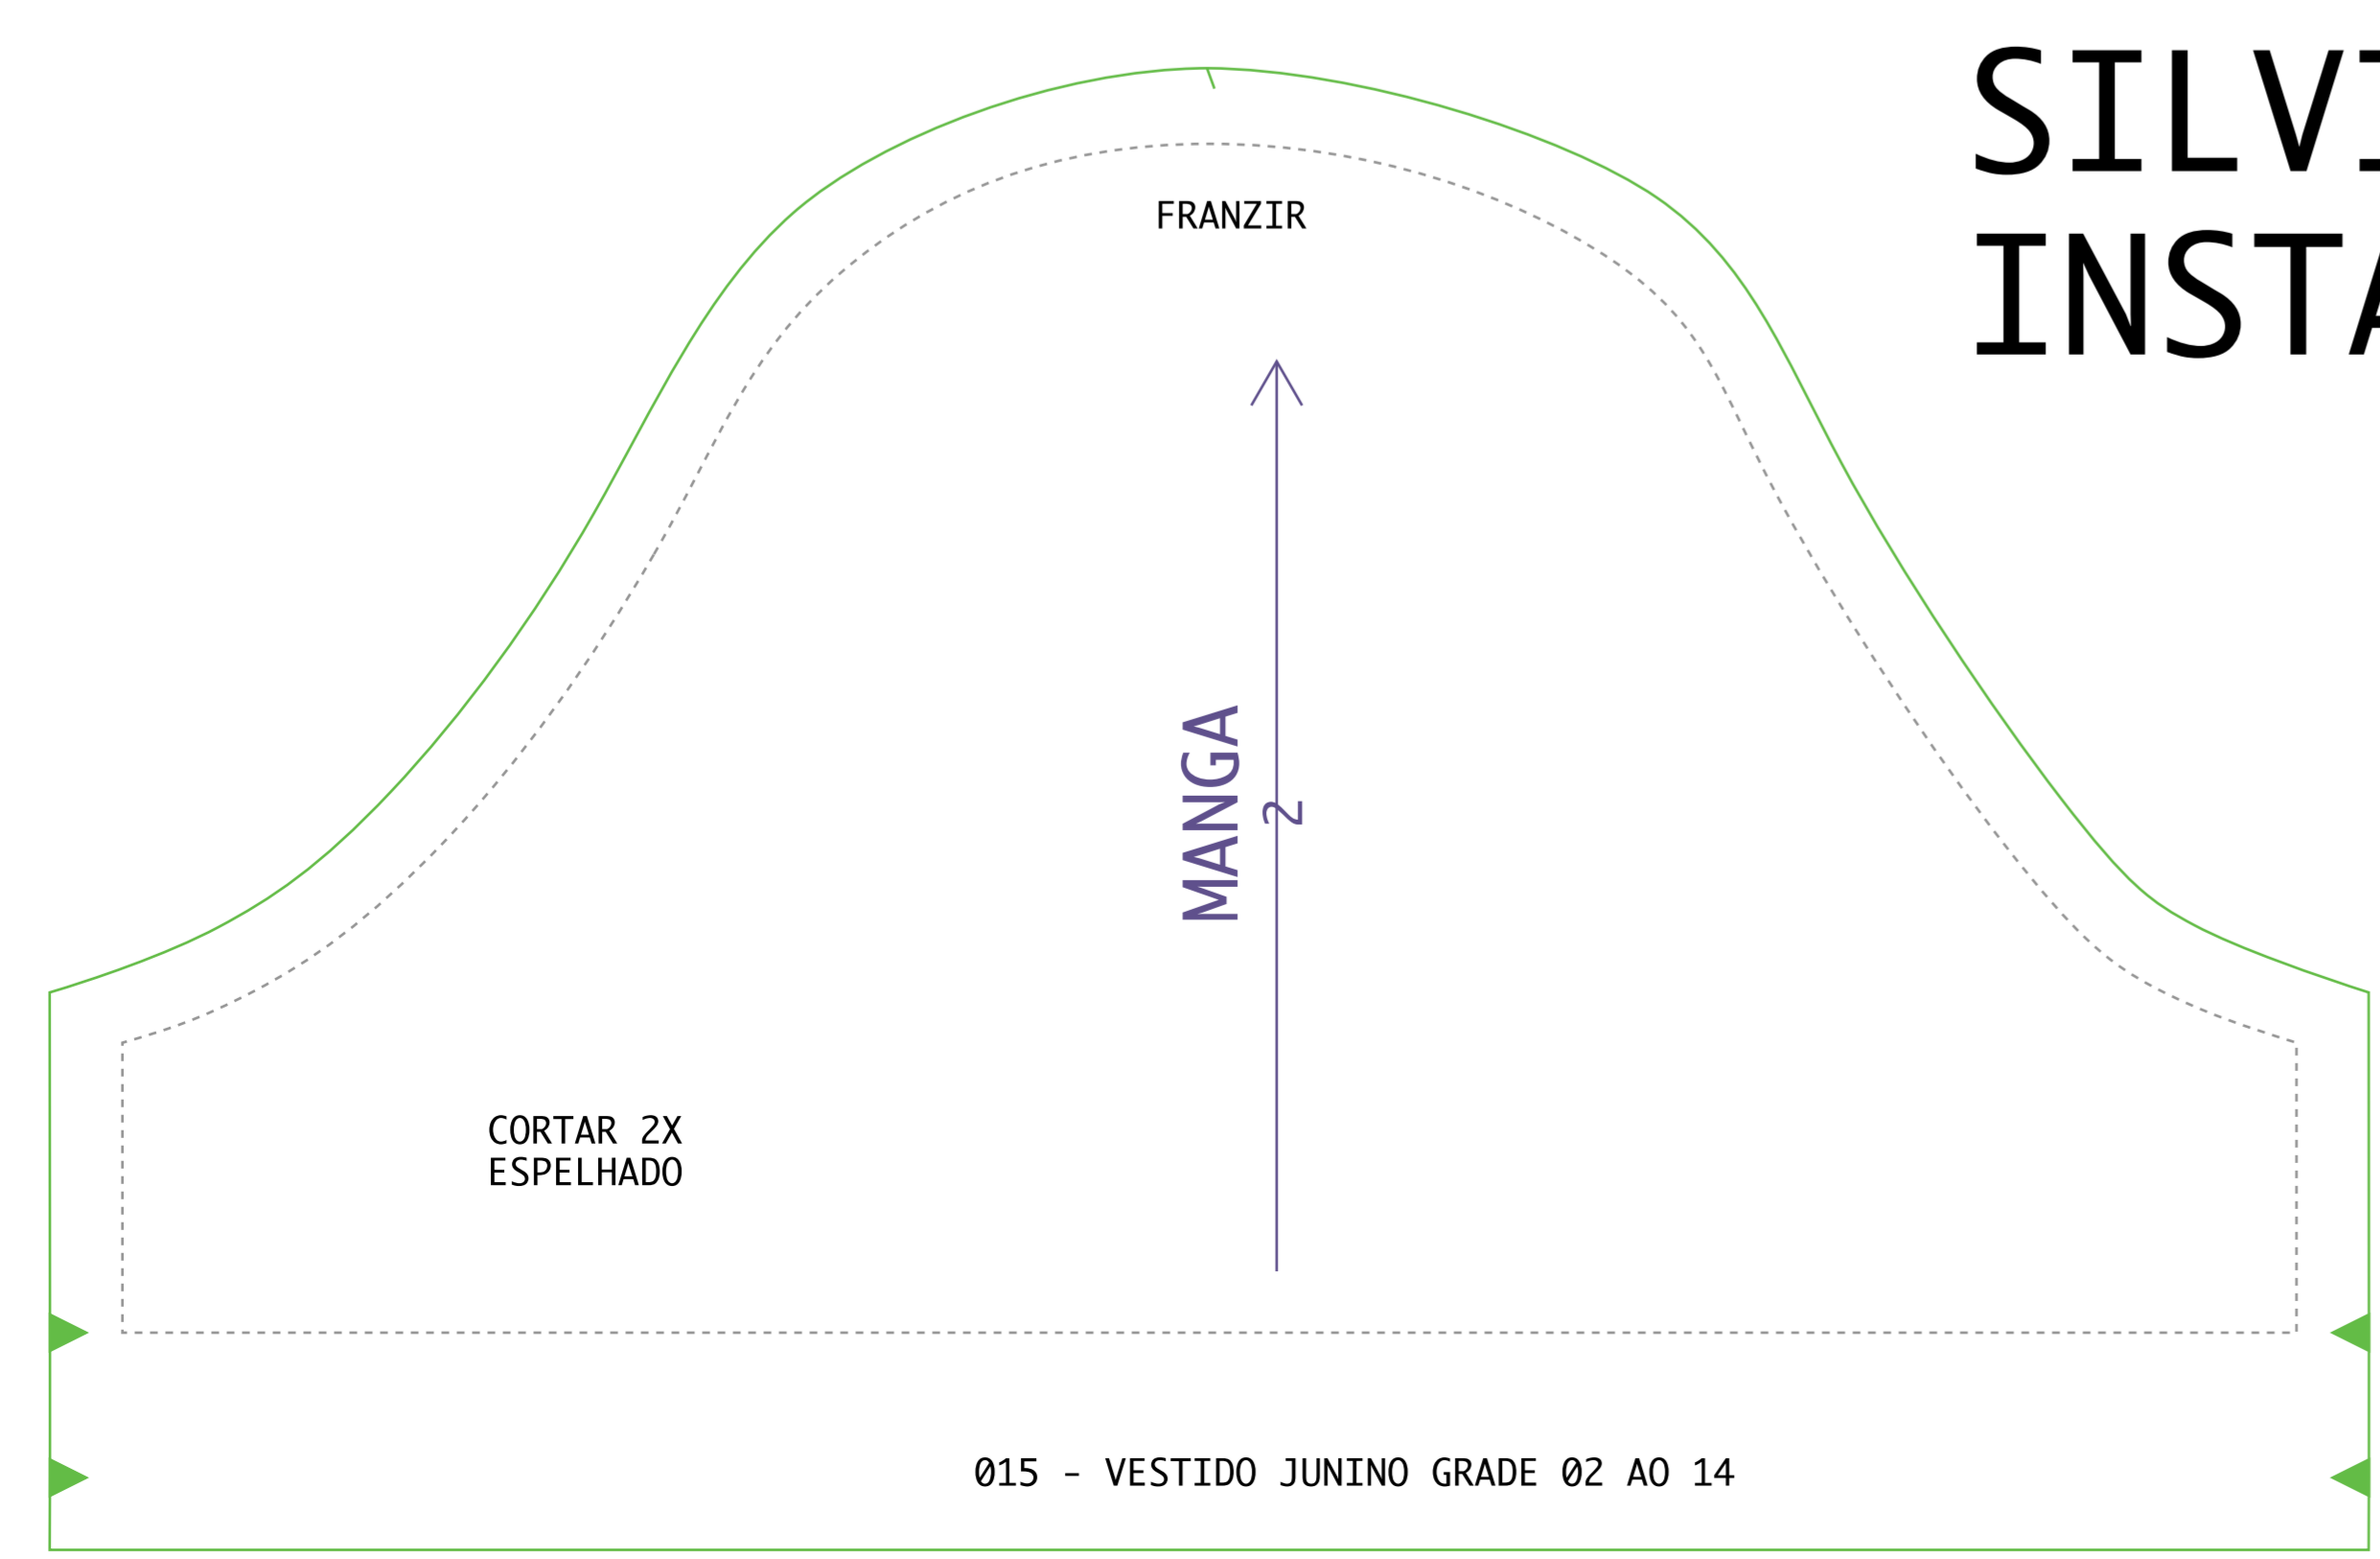 SILVI
INSTA
FRANZIR
MANGA
2
CORTAR 2X
ESPELHADO
015 - VESTIDO JUNINO GRADE 02 AO 14